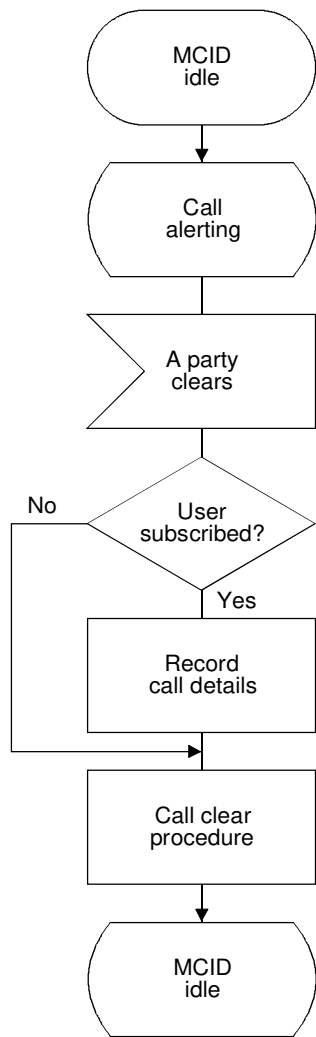 MCID
idle
Call
alerting
A party
clears
No
User
subscribed?
Yes
Record
call details
Call clear
procedure
MCID
idle